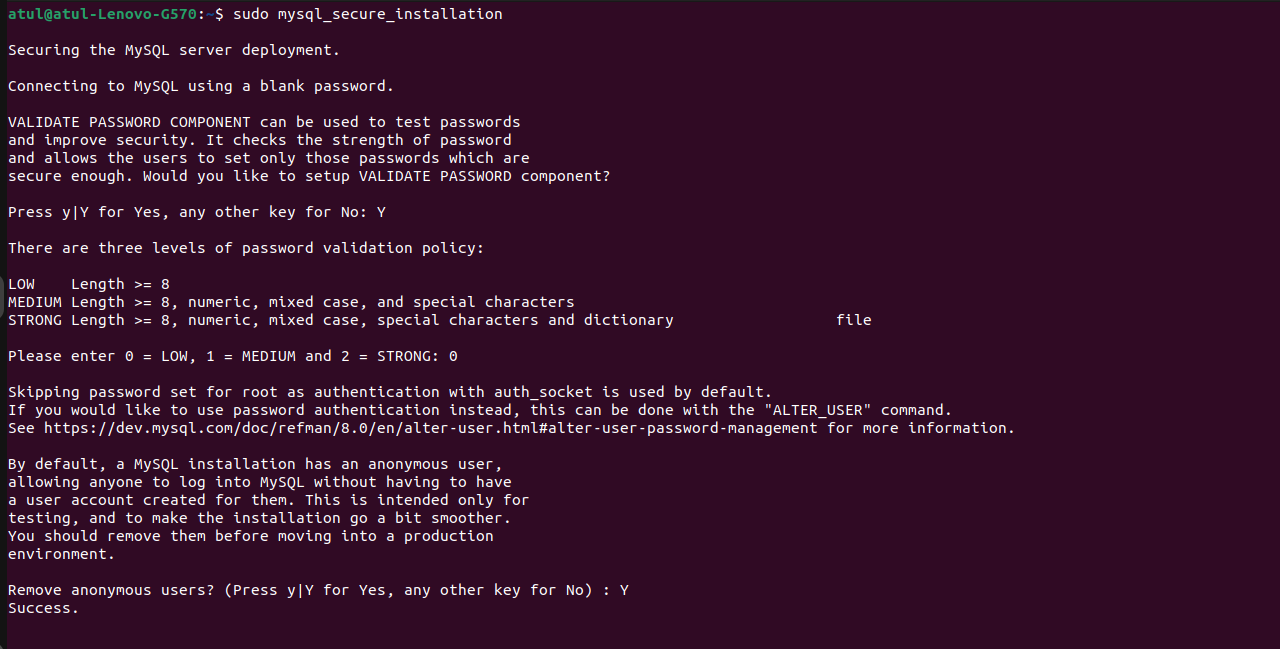 atul@atul-Lenovo-G570:~$ sudo mysql_secure_installation
Securing the MySQL server deployment.
Connecting to MySQL using a blank password.
VALIDATE PASSWORD COMPONENT can be used to test passwords
and improve security. It checks the strength of password
and allows the users to set only those passwords which are
secure enough. Would you like to setup VALIDATE PASSWORD component?
Press y|Y for Yes, any other key for No: Y
There are three levels of password validation policy:
LOW    Length >= 8
MEDIUM Length >= 8, numeric, mixed case, and special characters
STRONG Length >= 8, numeric, mixed case, special characters and dictionary                  file
Please enter 0 = LOW, 1 = MEDIUM and 2 = STRONG: 0
Skipping password set for root as authentication with auth_socket is used by default.
If you would like to use password authentication instead, this can be done with the "ALTER_USER" command.
See https://dev.mysql.com/doc/refman/8.0/en/alter-user.html#alter-user-password-management for more information.
By default, a MySQL installation has an anonymous user,
allowing anyone to log into MySQL without having to have
a user account created for them. This is intended only for
testing, and to make the installation go a bit smoother.
You should remove them before moving into a production
environment.
Remove anonymous users? (Press y|Y for Yes, any other key for No) : Y
Success.